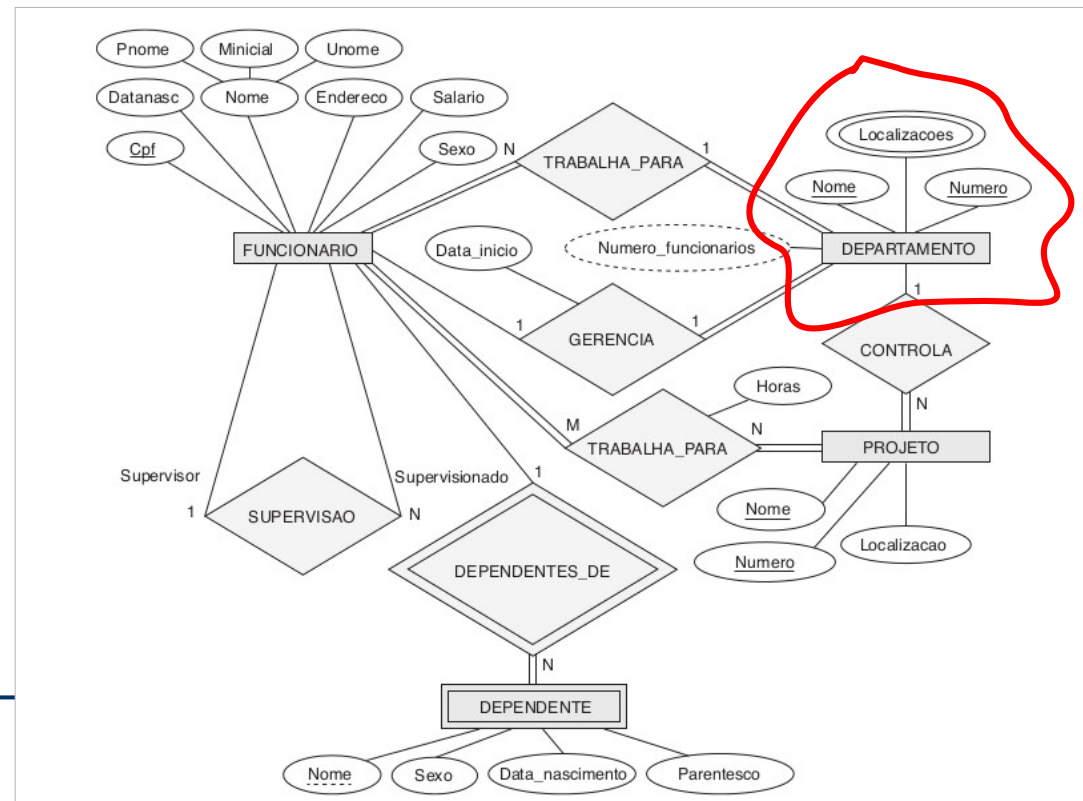 Pnome Minicial Unome
Datanasc Nome Endereco Salario
Localizacoes
Cpf Sexo N TRABALHA_PARA 1
Nome Numero
FUNCIONARIO Data_inicio Numero_funcionarios DEPARTAMENTO
1 GERENCIA 1 1
CONTROLA
Horas
M TRABALHA_PARA N N
PROJETO
Supervisor Supervisionado 1
1 SUPERVISAO N
Nome
Localizacao
Numero
DEPENDENTES_DE
N
DEPENDENTE
Nome Sexo Data_nascimento Parentesco